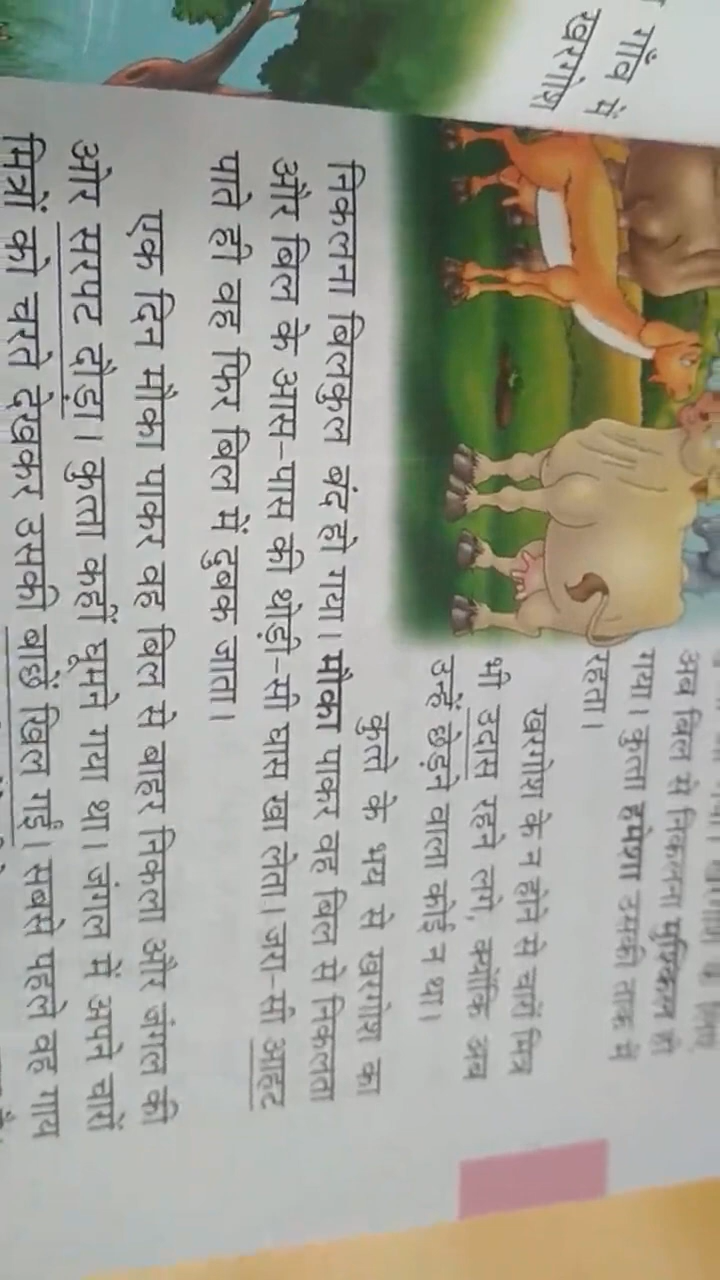 गाँव में
खरगोश
अब बिल से निकलना मुश्किल हो
गया। कुत्ता हमेशा उसकी ताक में
रहता।
खरगोश के न होने से चारों मित्र
भी उदास रहने लगे, क्योंकि अब
उन्हें छेड़ने वाला कोई न था।
कुत्ते के भय से खरगोश का
निकलना बिलकुल बंद हो गया। मौका पाकर वह बिल से निकलता
और बिल के आस-पास की थोड़ी-सी घास खा लेता। ज़रा-सी आहट
पाते ही वह फिर बिल में दुबक जाता।
एक दिन मौका पाकर वह बिल से बाहर निकला और जंगल की
ओर सरपट दौड़ा। कुत्ता कहीं घूमने गया था। जंगल में अपने चारों
मित्रों को चरते देखकर उसकी बाछें खिल गईं। सबसे पहले वह गाय